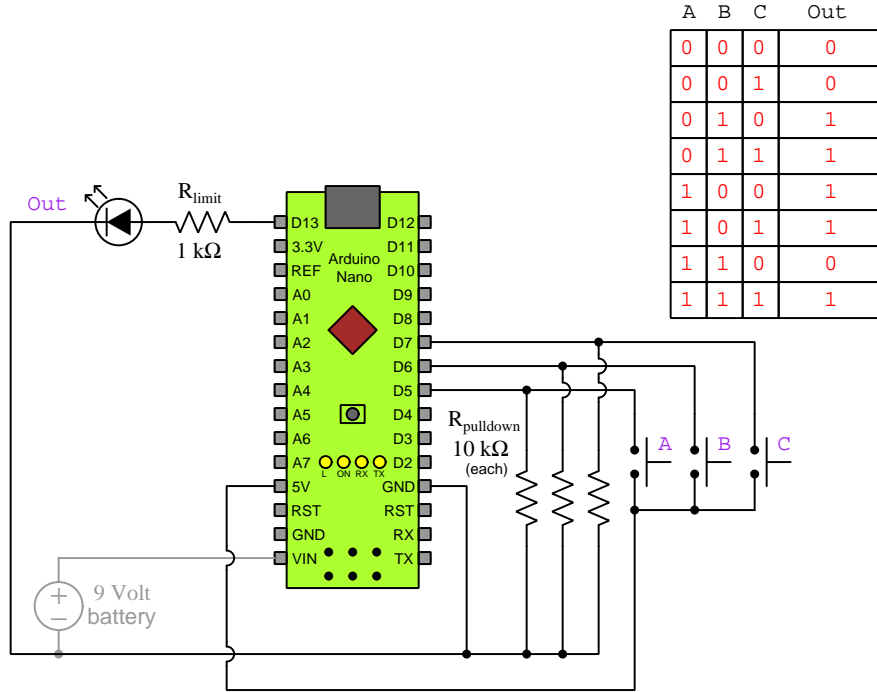 A B C Out
0 0 0 0
0 0 1 0
0 1 0 1
0 1 1 1
1 0 0 1
1 0 1 1
1 1 0 0
1 1 1 1
Out
R_limit
1 kΩ
Arduino
Nano
D13
3.3V
REF
A0
A1
A2
A3
A4
A5
A6
A7
5V
RST
GND
VIN
D12
D11
D10
D9
D8
D7
D6
D5
D4
D3
D2
GND
RST
RX
TX
L ON RX TX
R_pulldown
10 kΩ
(each)
A
B
C
+
−
9 Volt
battery